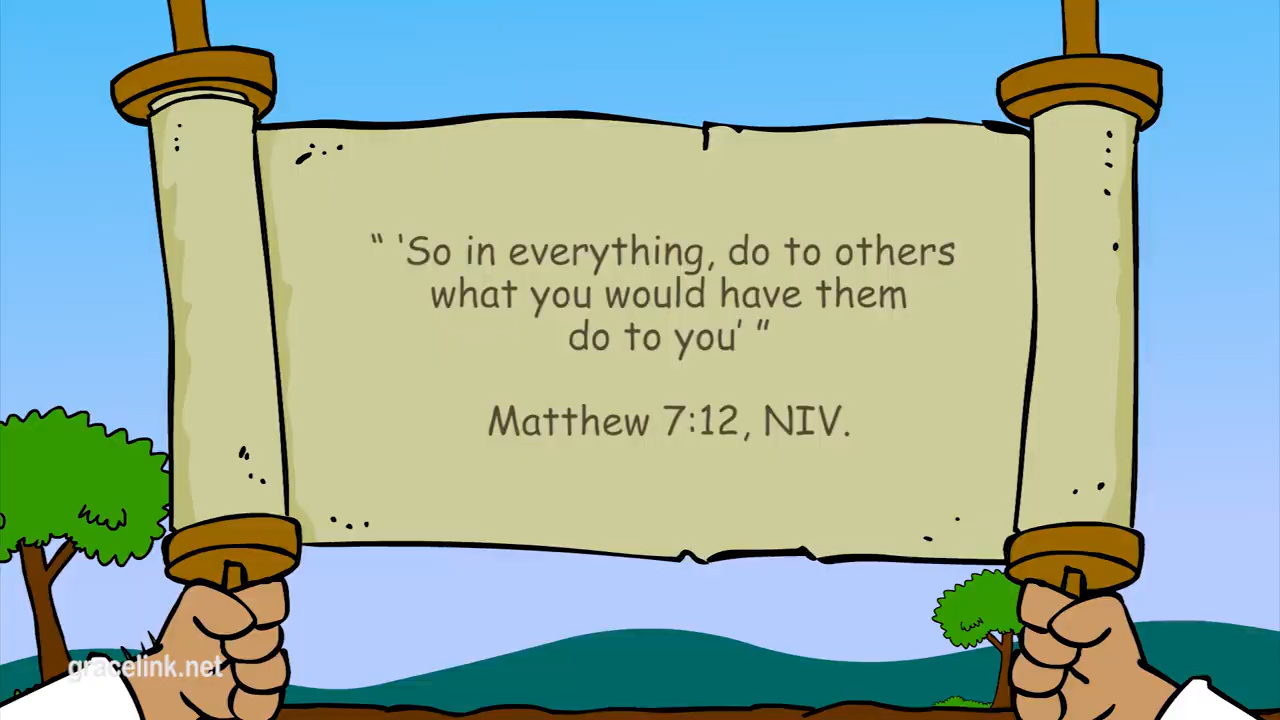 “ ‘So in everything, do to others
what you would have them
do to you’ ”
Matthew 7:12, NIV.
gracelink.net